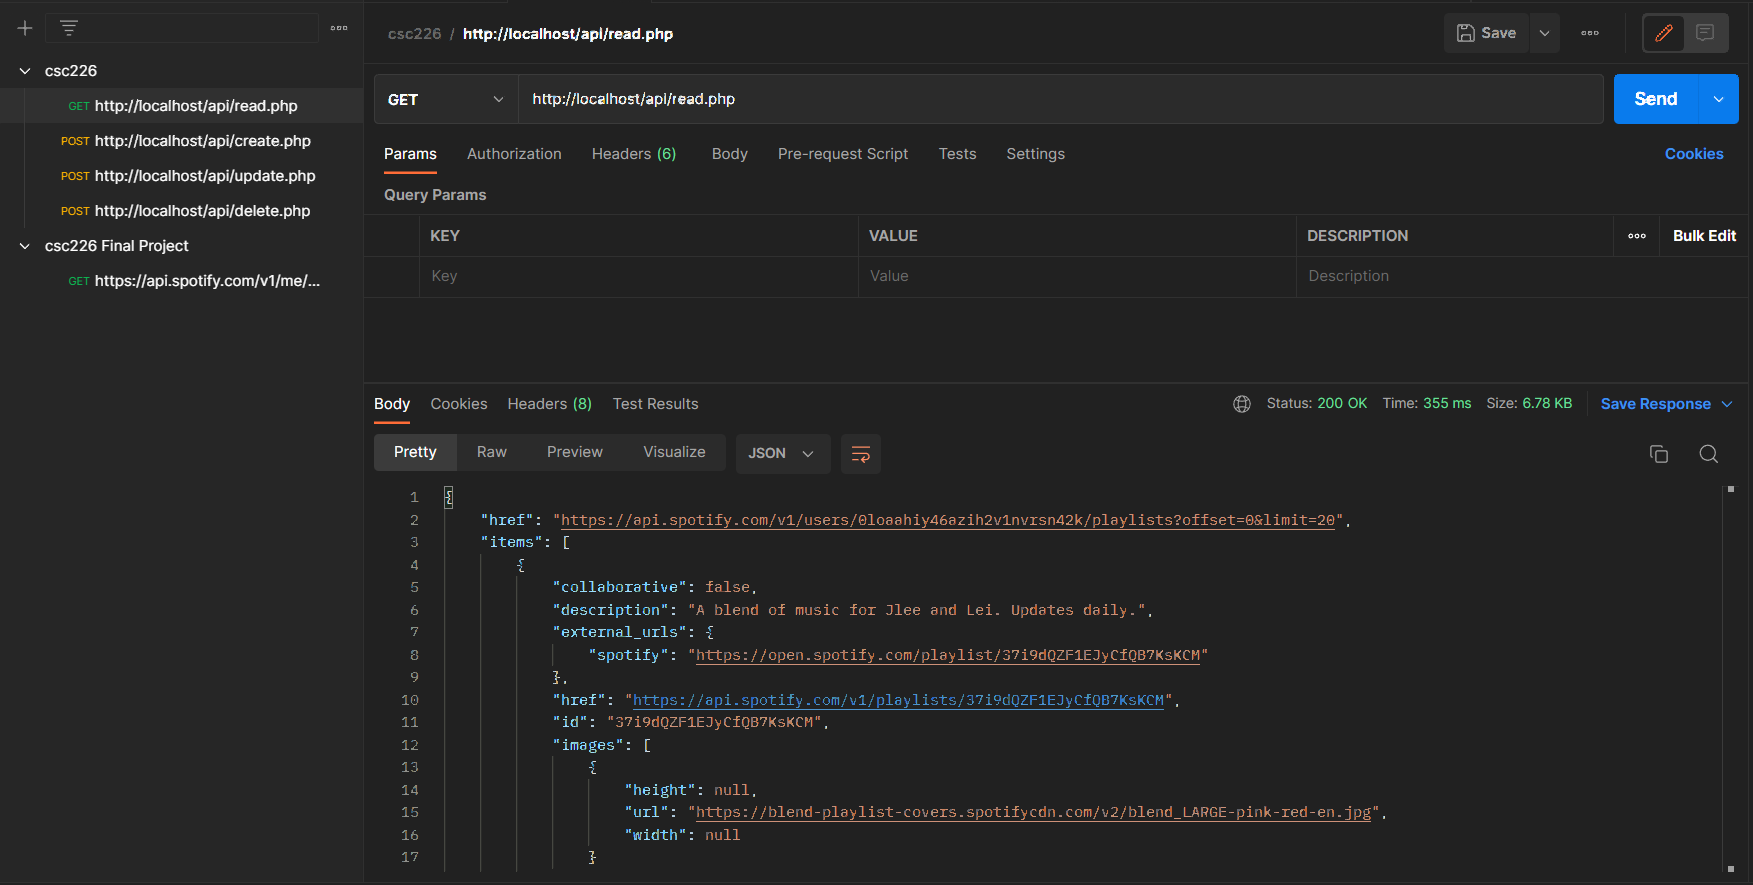 csc226 / http://localhost/api/read.php
Save
csc226
GET http://localhost/api/read.php
POST http://localhost/api/create.php
POST http://localhost/api/update.php
POST http://localhost/api/delete.php
csc226 Final Project
GET https://api.spotify.com/v1/me/...
GET http://localhost/api/read.php Send
Params Authorization Headers (6) Body Pre-request Script Tests Settings Cookies
Query Params
KEY VALUE DESCRIPTION Bulk Edit
Key Value Description
Body Cookies Headers (8) Test Results Status: 200 OK Time: 355 ms Size: 6.78 KB Save Response
Pretty Raw Preview Visualize JSON
1 {
2 "href": "https://api.spotify.com/v1/users/0loaahiy46azih2v1nvrsn42k/playlists?offset=0&limit=20",
3 "items": [
4 {
5 "collaborative": false,
6 "description": "A blend of music for Jlee and Lei. Updates daily.",
7 "external_urls": {
8 "spotify": "https://open.spotify.com/playlist/37i9dQZF1EJyCfQB7KsKCM"
9 },
10 "href": "https://api.spotify.com/v1/playlists/37i9dQZF1EJyCfQB7KsKCM",
11 "id": "37i9dQZF1EJyCfQB7KsKCM",
12 "images": [
13 {
14 "height": null,
15 "url": "https://blend-playlist-covers.spotifycdn.com/v2/blend_LARGE-pink-red-en.jpg",
16 "width": null
17 }